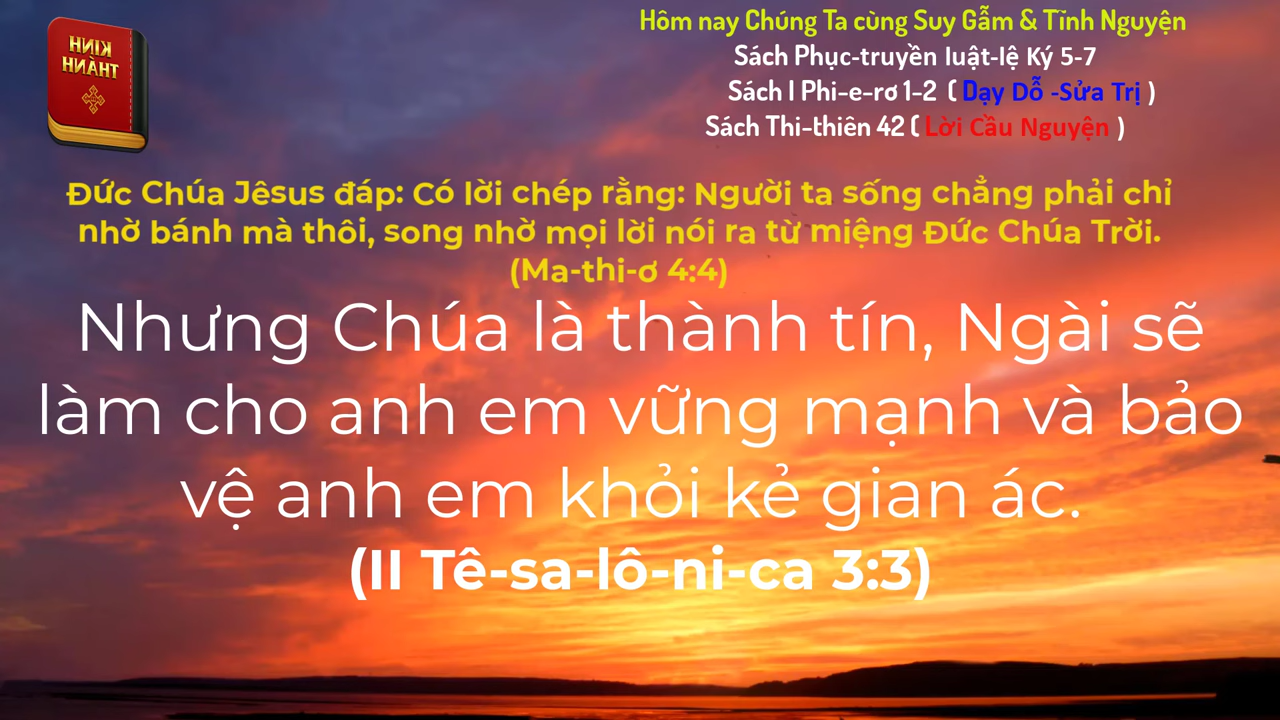 KINH
THÁNH
Hôm nay Chúng Ta cùng Suy Gẫm & Tĩnh Nguyện
Sách Phục-truyền luật-lệ Ký 5-7
Sách I Phi-e-rơ 1-2 ( Dạy Dỗ -Sửa Trị )
Sách Thi-thiên 42 ( Lời Cầu Nguyện )
Đức Chúa Jêsus đáp: Có lời chép rằng: Người ta sống chẳng phải chỉ
nhờ bánh mà thôi, song nhờ mọi lời nói ra từ miệng Đức Chúa Trời.
(Ma-thi-ơ 4:4)
Nhưng Chúa là thành tín, Ngài sẽ
làm cho anh em vững mạnh và bảo
vệ anh em khỏi kẻ gian ác.
(II Tê-sa-lô-ni-ca 3:3)